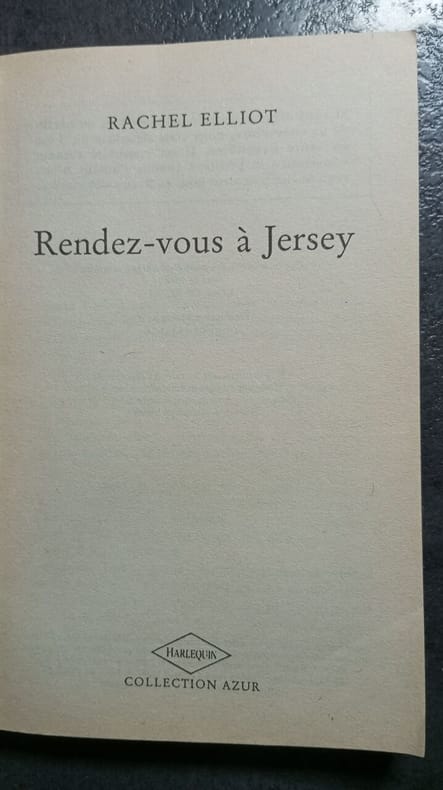 RACHEL ELLIOT
Rendez-vous à Jersey
HARLEQUIN
COLLECTION AZUR